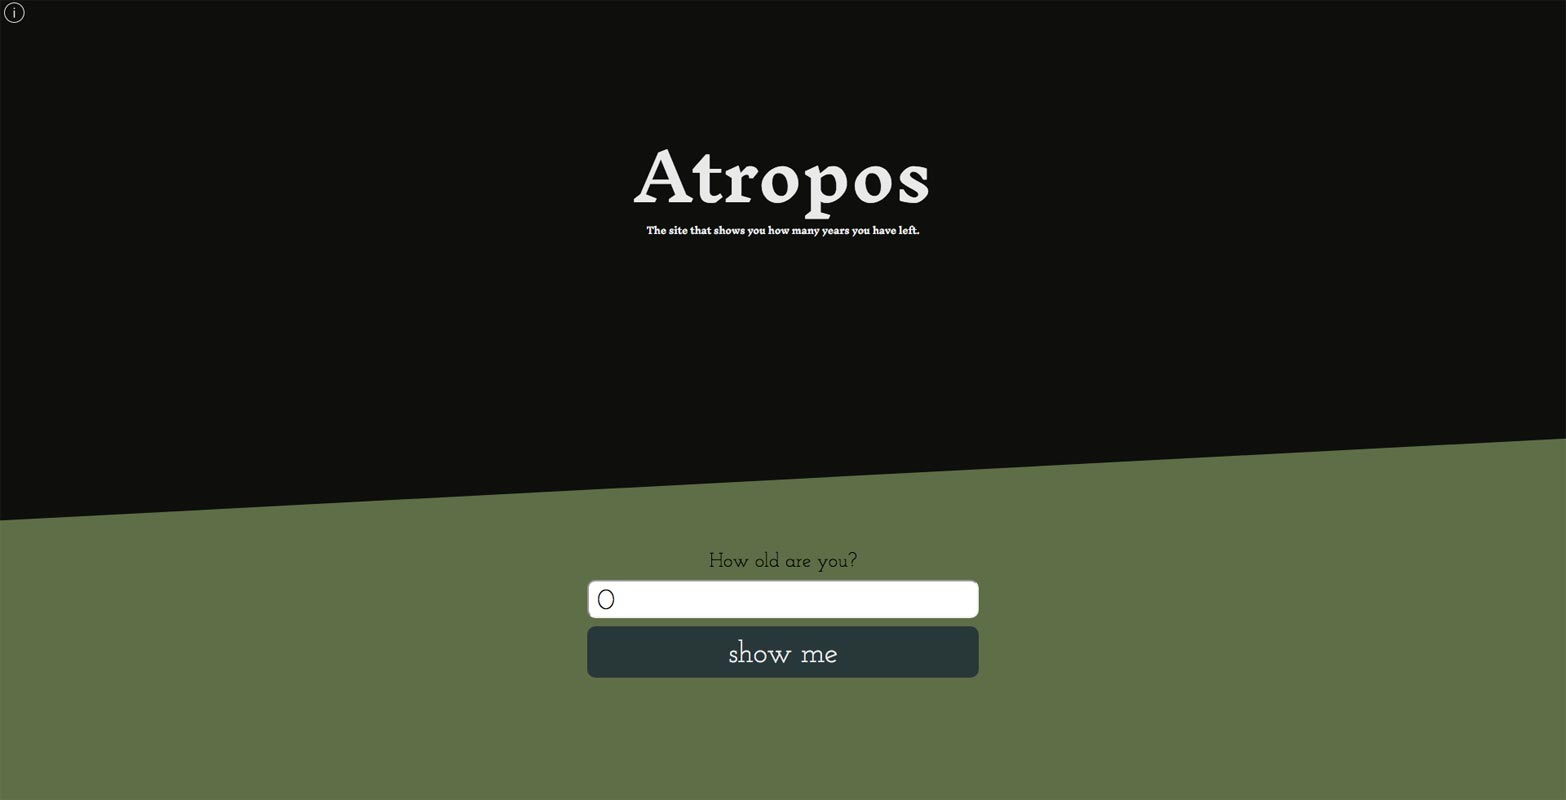 i
Atropos
The site that shows you how many years you have left.
How old are you?
0
show me